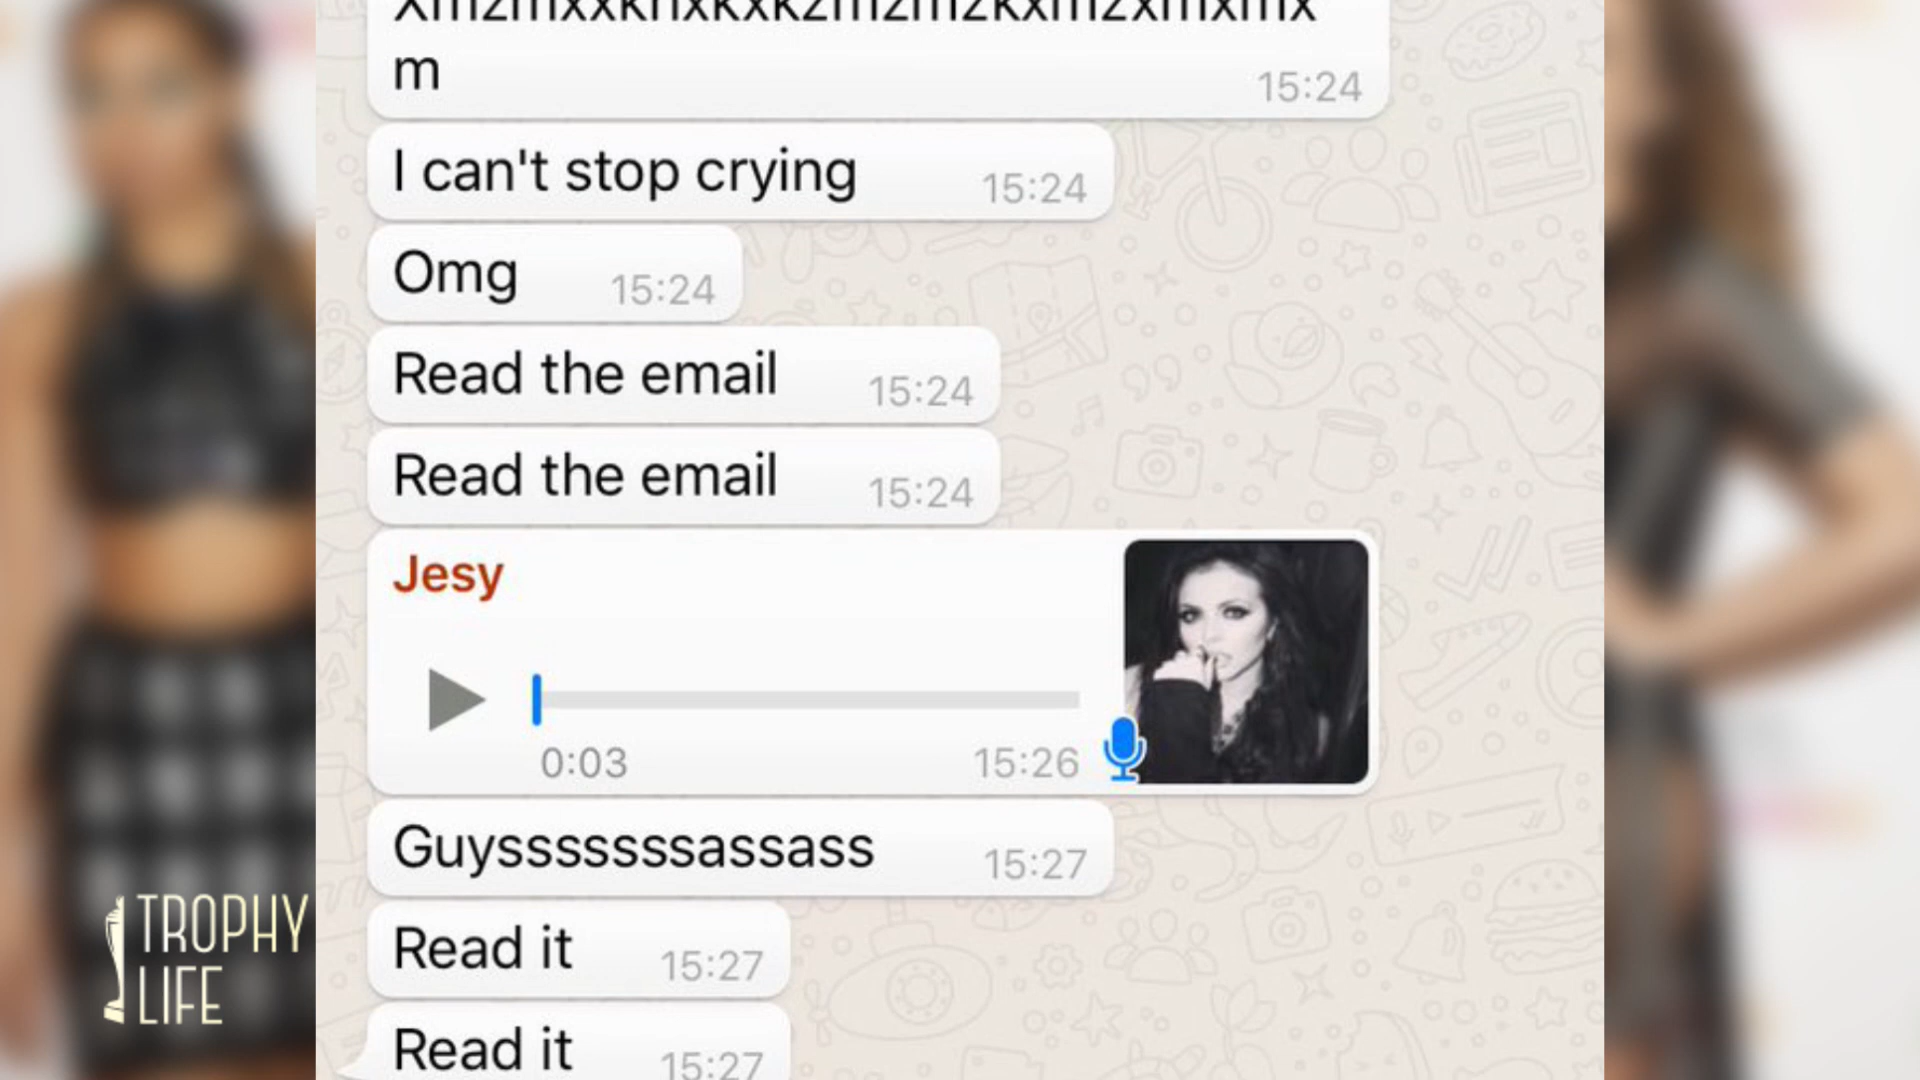 m
15:24
I can't stop crying
15:24
Omg
15:24
Read the email
15:24
Read the email
15:24
Jesy
0:03
15:26
Guysssssssassass
15:27
Read it
15:27
Read it
15:27
TROPHY
LIFE